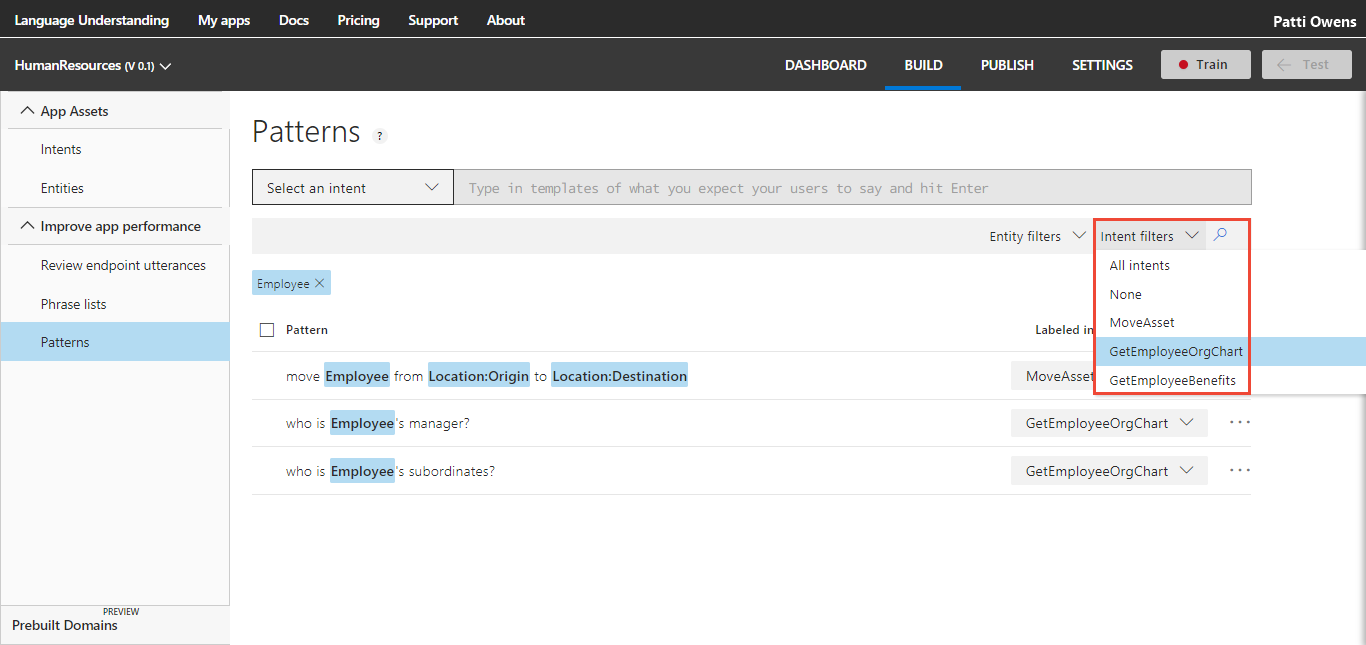 Language Understanding My apps Docs Pricing Support About Patti Owens
HumanResources (V 0.1) DASHBOARD BUILD PUBLISH SETTINGS Train Test
App Assets
Intents
Entities
Improve app performance
Review endpoint utterances
Phrase lists
Patterns
PREVIEW
Prebuilt Domains
Patterns ?
Select an intent Type in templates of what you expect your users to say and hit Enter
Entity filters Intent filters
All intents
None
MoveAsset
GetEmployeeOrgChart
GetEmployeeBenefits
Employee
Pattern Labeled in
move Employee from Location:Origin to Location:Destination MoveAsset
who is Employee's manager? GetEmployeeOrgChart ...
who is Employee's subordinates? GetEmployeeOrgChart ...